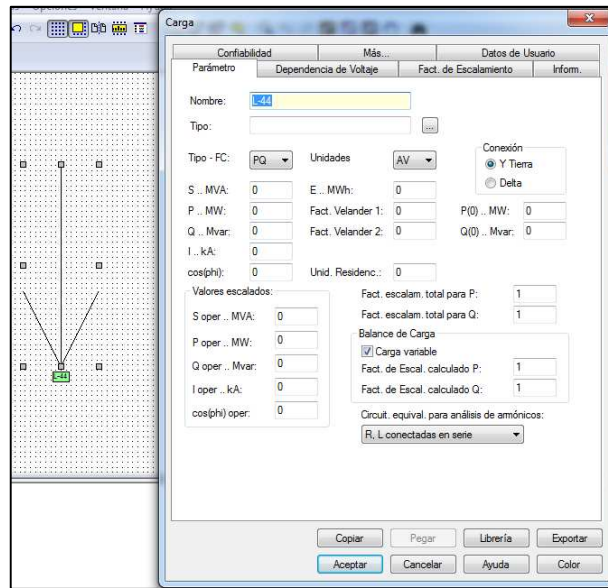 Carga
Confiabilidad Más... Datos de Usuario
Parámetro Dependencia de Voltaje Fact. de Escalamiento Inform.
Nombre: L-44
Tipo: ...
Tipo - FC: PQ Unidades AV Conexión
Y Tierra
Delta
S .. MVA: 0 E .. MWh: 0
P .. MW: 0 Fact. Velander 1: 0 P(0) .. MW: 0
Q .. Mvar: 0 Fact. Velander 2: 0 Q(0) .. Mvar: 0
I .. kA: 0
cos(phi): 0 Unid. Residenc.: 0
Valores escalados: Fact. escalam. total para P: 1
S oper .. MVA: 0 Fact. escalam. total para Q: 1
P oper .. MW: 0 Balance de Carga
Carga variable
Q oper .. Mvar: 0 Fact. de Escal. calculado P: 1
I oper .. kA: 0 Fact. de Escal. calculado Q: 1
cos(phi) oper: 0 Circuit. equival. para análisis de armónicos:
R, L conectadas en serie
L-44
Copiar Pegar Librería Exportar
Aceptar Cancelar Ayuda Color